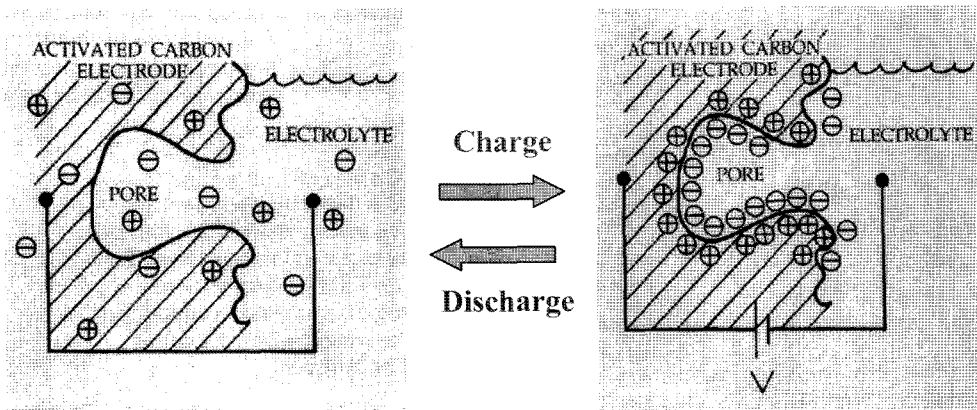 ACTIVATED CARBON
ELECTRODE
ELECTROLYTE
PORE
Charge
Discharge
ACTIVATED CARBON
ELECTRODE
ELECTROLYTE
PORE
V